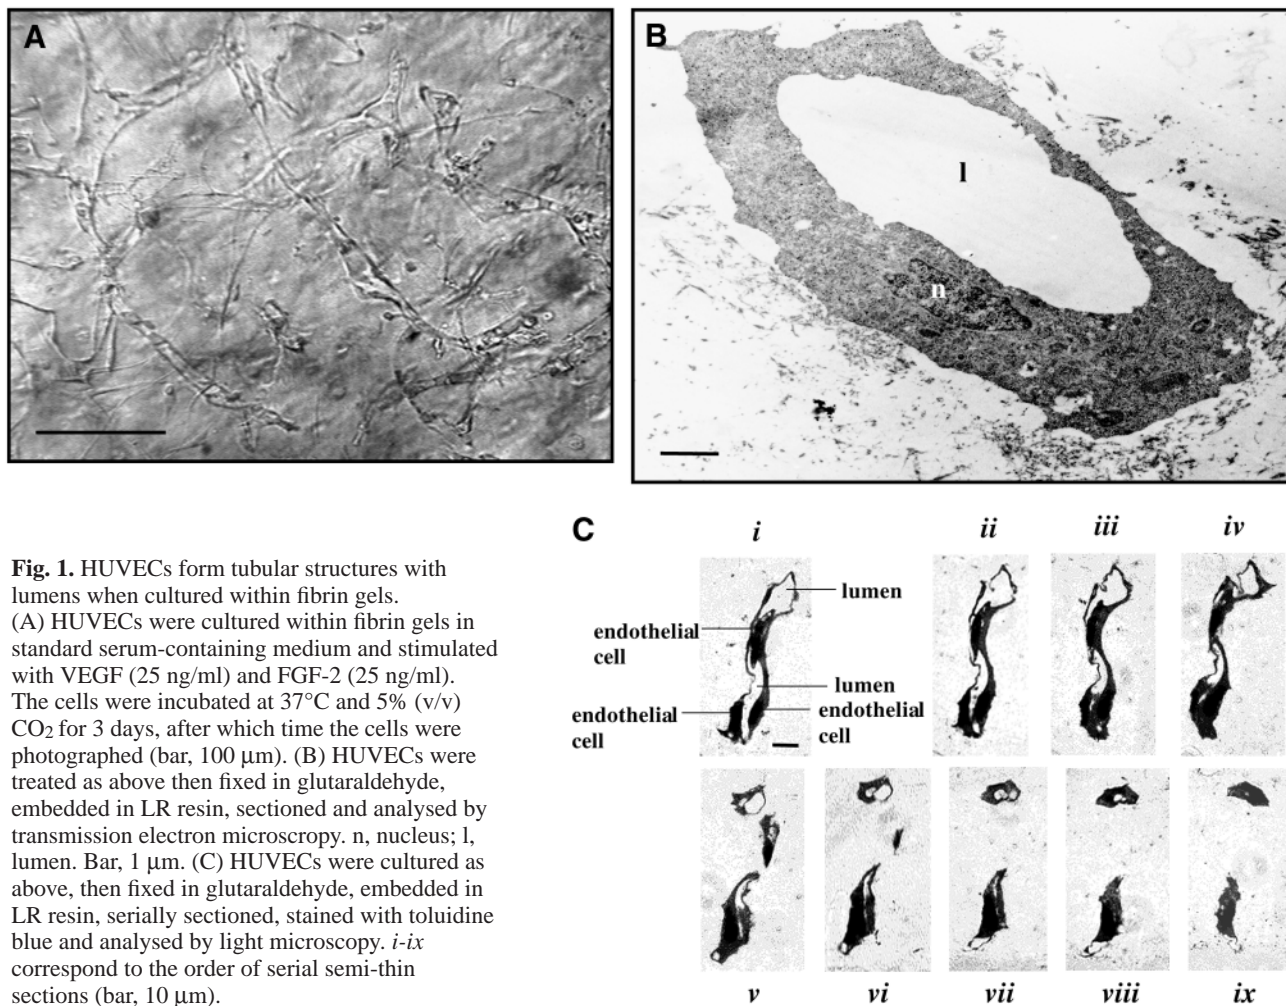 A
B
l
n
C
i
ii
iii
iv
lumen
endothelial
cell
lumen
endothelial
cell
endothelial
cell
v
vi
vii
viii
ix
Fig. 1. HUVECs form tubular structures with
lumens when cultured within fibrin gels.
(A) HUVECs were cultured within fibrin gels in
standard serum-containing medium and stimulated
with VEGF (25 ng/ml) and FGF-2 (25 ng/ml).
The cells were incubated at 37°C and 5% (v/v)
CO2 for 3 days, after which time the cells were
photographed (bar, 100 μm). (B) HUVECs were
treated as above then fixed in glutaraldehyde,
embedded in LR resin, sectioned and analysed by
transmission electron microscropy. n, nucleus; l,
lumen. Bar, 1 μm. (C) HUVECs were cultured as
above, then fixed in glutaraldehyde, embedded in
LR resin, serially sectioned, stained with toluidine
blue and analysed by light microscopy. i-ix
correspond to the order of serial semi-thin
sections (bar, 10 μm).